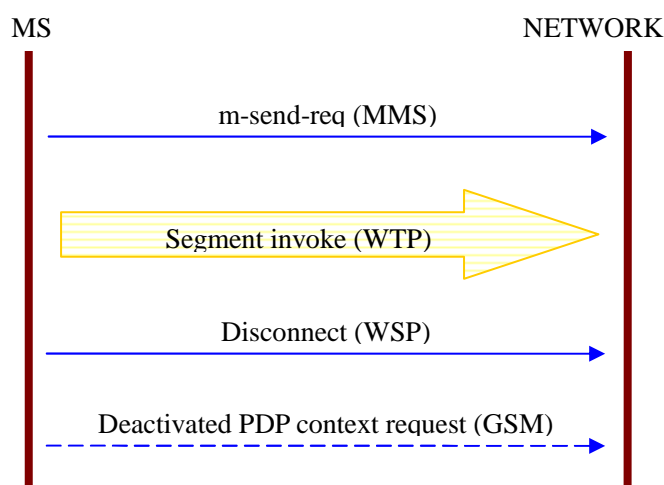 MS
NETWORK
m-send-req (MMS)
Segment invoke (WTP)
Disconnect (WSP)
Deactivated PDP context request (GSM)